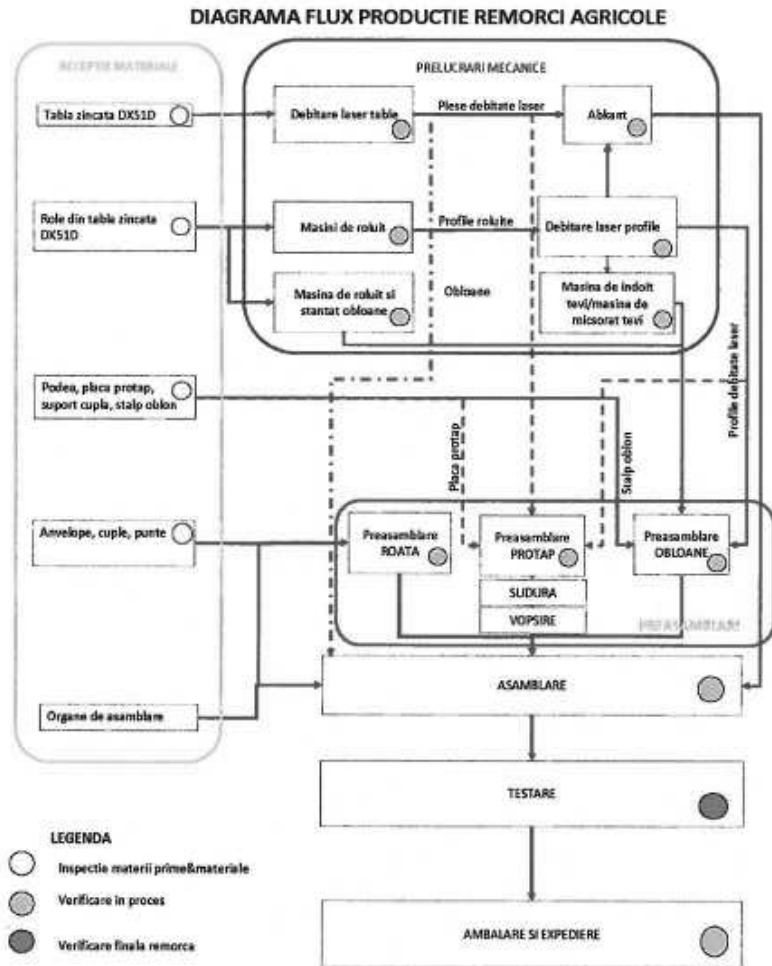 DIAGRAMA FLUX PRODUCTIE REMORCI AGRICOLE
RECEPTIE MATERIALE
PRELUCRARI MECANICE
Tabla zincata DX51D
Debitare laser table
Piese debitate laser
Abkant
Role din tabla zincata
DX51D
Masini de roluit
Profile roluite
Debitare laser profile
Masina de roluit si
stantat obloane
Obloane
Masina de indoit
tevi/masina de
micsorat tevi
Podea, placa protap,
suport cupla, stalp oblon
Placa protap
Stalp oblon
Profile debitate laser
Anvelope, cuple, punte
Preasamblare
ROATA
Preasamblare
PROTAP
Preasamblare
OBLOANE
SUDURA
VOPSIRE
PREASAMBLARI
ASAMBLARE
Organe de asamblare
TESTARE
LEGENDA
Inspectie materii prime&materiale
Verificare in proces
Verificare finala remorca
AMBALARE SI EXPEDIERE